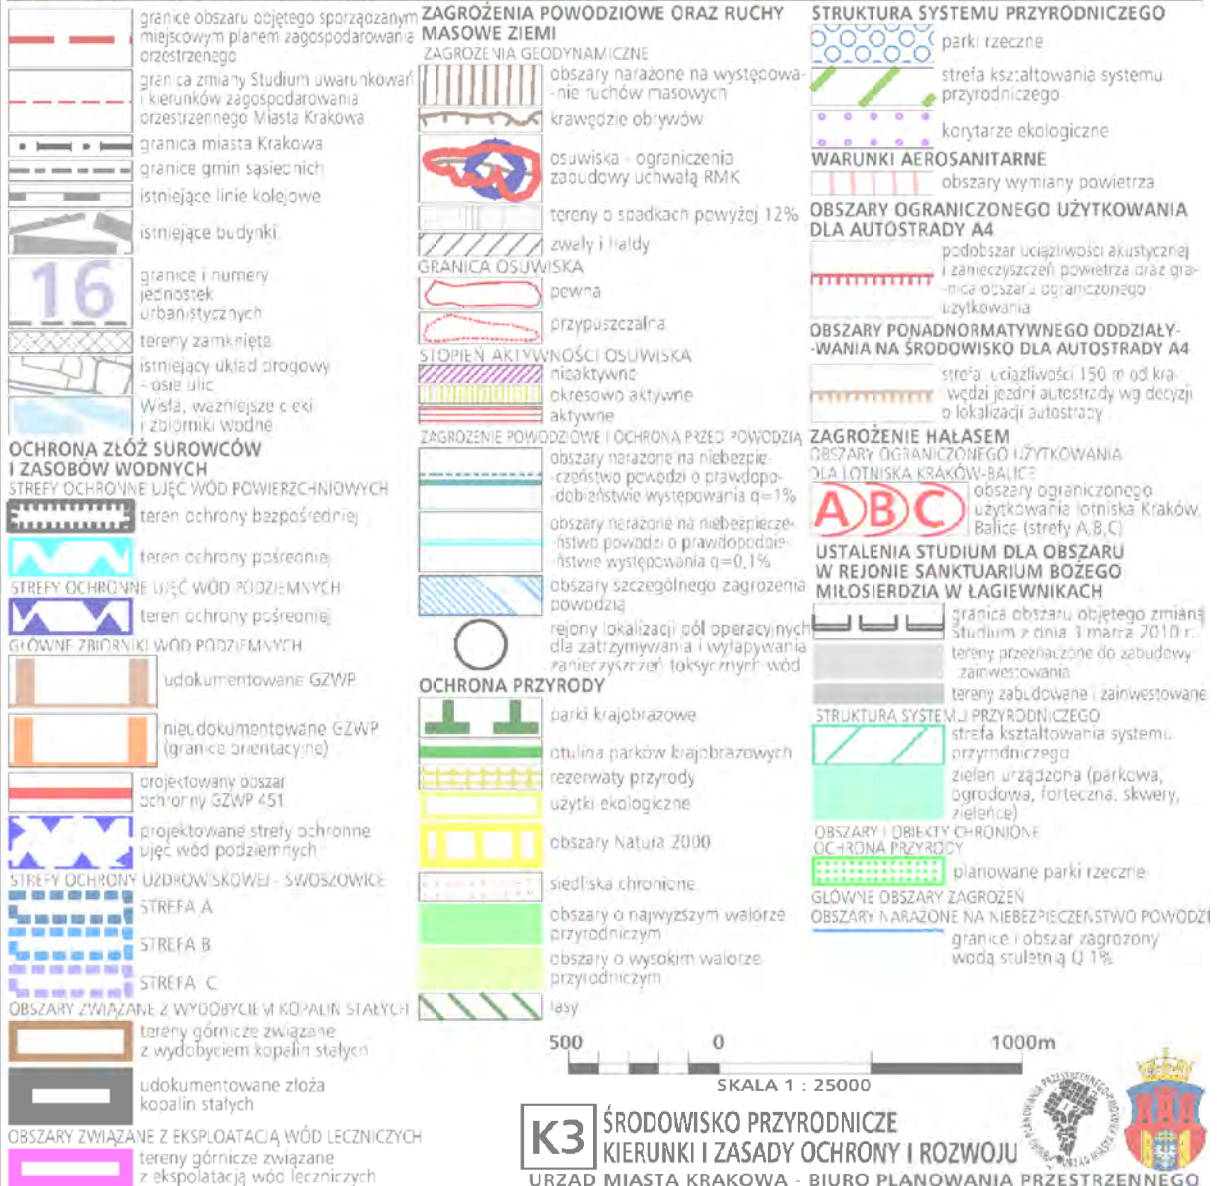 granice obszaru objętego sporządzanym
miejscowym planem zagospodarowania
przestrzenego
granica zmiany Studium uwarunkowań
i kierunków zagospodarowania
przestrzennego Miasta Krakowa
granica miasta Krakowa
granice gmin sąsiednich
istniejące linie kolejowe
istniejące budynki
16
granice i numery
jednostek
urbanistycznych
tereny zamknięte
istniejący układ drogowy
- osie ulic
Wisła, ważniejsze cieki
i zbiorniki wodne
OCHRONA ZŁÓŻ SUROWCÓW
I ZASOBÓW WODNYCH
STREFY OCHRONNE UJĘĆ WÓD POWIERZCHNIOWYCH
teren ochrony bezpośredniej
teren ochrony pośredniej
STREFY OCHRONNE UJĘĆ WÓD PODZIEMNYCH
teren ochrony pośredniej
GŁÓWNE ZBIORNIKI WÓD PODZIEMNYCH
udokumentowane GZWP
nieudokumentowane GZWP
(granice orientacyjne)
projektowany obszar
ochronny GZWP 451
projektowane strefy ochronne
ujęć wód podziemnych
STREFY OCHRONY UZDROWISKOWEJ - SWOSZOWICE
STREFA A
STREFA B
STREFA C
OBSZARY ZWIĄZANE Z WYDOBYCIEM KOPALIN STAŁYCH
tereny górnicze związane
z wydobyciem kopalin stałych
udokumentowane złoża
kopalin stałych
OBSZARY ZWIĄZANE Z EKSPLOATACJĄ WÓD LECZNICZYCH
tereny górnicze związane
z ekspolatacją wód leczniczych
ZAGROŻENIA POWODZIOWE ORAZ RUCHY
MASOWE ZIEMI
ZAGROŻENIA GEODYNAMICZNE
obszary narażone na występowa-
-nie ruchów masowych
krawędzie obrywów
osuwiska - ograniczenia
zabudowy uchwałą RMK
tereny o spadkach powyżej 12%
zwały i hałdy
GRANICA OSUWISKA
pewna
przypuszczalna
STOPIEŃ AKTYWNOŚCI OSUWISKA
nieaktywne
okresowo aktywne
aktywne
ZAGROŻENIE POWODZIOWE I OCHRONA PRZED POWODZIĄ
obszary narażone na niebezpie-
-czeństwo powodzi o prawdopo-
-dobieństwie występowania q=1%
obszary narażone na niebezpiecze-
-ństwo powodzi o prawdopodobie-
-ństwie występowania q=0,1%
obszary szczególnego zagrożenia
powodzią
rejony lokalizacji pól operacyjnych
dla zatrzymywania i wyłapywania
zanieczyszczeń toksycznych wód
OCHRONA PRZYRODY
parki krajobrazowe
otulina parków krajobrazowych
rezerwaty przyrody
użytki ekologiczne
obszary Natura 2000
siedliska chronione
obszary o najwyższym walorze
przyrodniczym
obszary o wysokim walorze
przyrodniczym
lasy
STRUKTURA SYSTEMU PRZYRODNICZEGO
parki rzeczne
strefa kształtowania systemu
przyrodniczego
korytarze ekologiczne
WARUNKI AEROSANITARNE
obszary wymiany powietrza
OBSZARY OGRANICZONEGO UŻYTKOWANIA
DLA AUTOSTRADY A4
podobszar uciążliwości akustycznej
i zanieczyszczeń powietrza oraz gra-
-nica obszaru ograniczonego
użytkowania
OBSZARY PONADNORMATYWNEGO ODDZIAŁY-
-WANIA NA ŚRODOWISKO DLA AUTOSTRADY A4
strefa uciążliwości 150 m od kra-
wędzi jezdni autostrady wg decyzji
o lokalizacji autostrady
ZAGROŻENIE HAŁASEM
OBSZARY OGRANICZONEGO UŻYTKOWANIA
DLA LOTNISKA KRAKÓW-BALICE
A B C
obszary ograniczonego
użytkowania lotniska Kraków,
Balice (strefy A,B,C)
USTALENIA STUDIUM DLA OBSZARU
W REJONIE SANKTUARIUM BOŻEGO
MIŁOSIERDZIA W ŁAGIEWNIKACH
granica obszaru objętego zmianą
Studium z dnia 3 marca 2010 r.
tereny przeznaczone do zabudowy
i zainwestowania
tereny zabudowane i zainwestowane
STRUKTURA SYSTEMU PRZYRODNICZEGO
strefa kształtowania systemu
przyrodniczego
zieleń urządzona (parkowa,
ogrodowa, forteczna, skwery,
zieleńce)
OBSZARY I OBIEKTY CHRONIONE
OCHRONA PRZYRODY
planowane parki rzeczne
GŁÓWNE OBSZARY ZAGROŻEŃ
OBSZARY NARAŻONE NA NIEBEZPIECZEŃSTWO POWODZI
granice i obszar zagrożony
wodą stuletnią Q 1%
500 0 1000m
SKALA 1 : 25000
K3
ŚRODOWISKO PRZYRODNICZE
KIERUNKI I ZASADY OCHRONY I ROZWOJU
URZĄD MIASTA KRAKOWA - BIURO PLANOWANIA PRZESTRZENNEGO